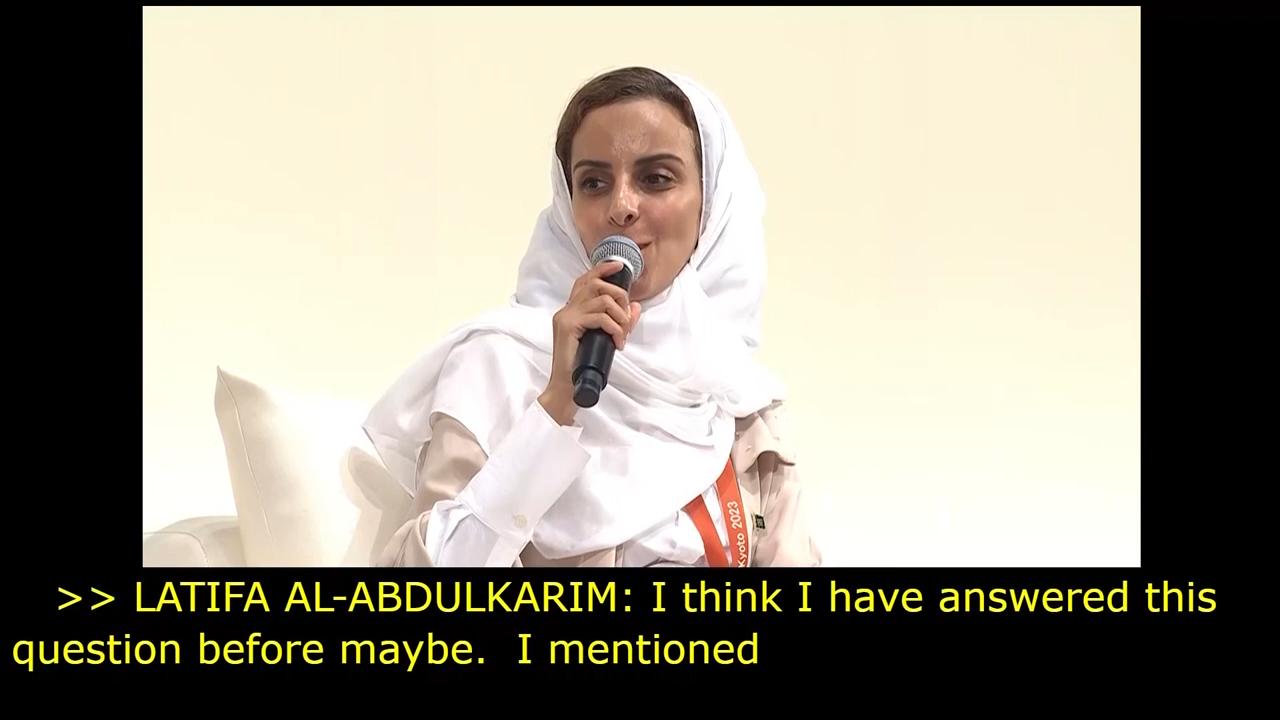 >> LATIFA AL-ABDULKARIM: I think I have answered this
question before maybe.  I mentioned
Kyoto 2023